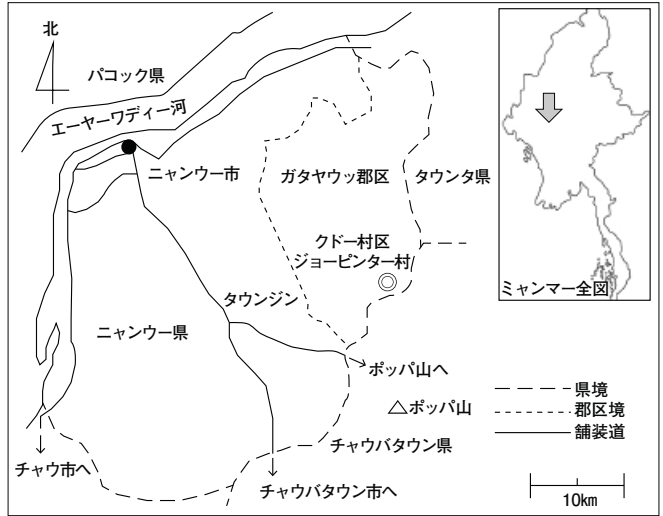 北
パコック県
エーヤーワディー河
ニャンウー市
ガタヤウッ郡区
タウンタ県
クドー村区
ジョーピンター村
ミャンマー全図
タウンジン
ニャンウー県
ポッパ山へ
ポッパ山
県境
郡区境
舗装道
チャウバタウン県
チャウ市へ
チャウバタウン市へ
10km